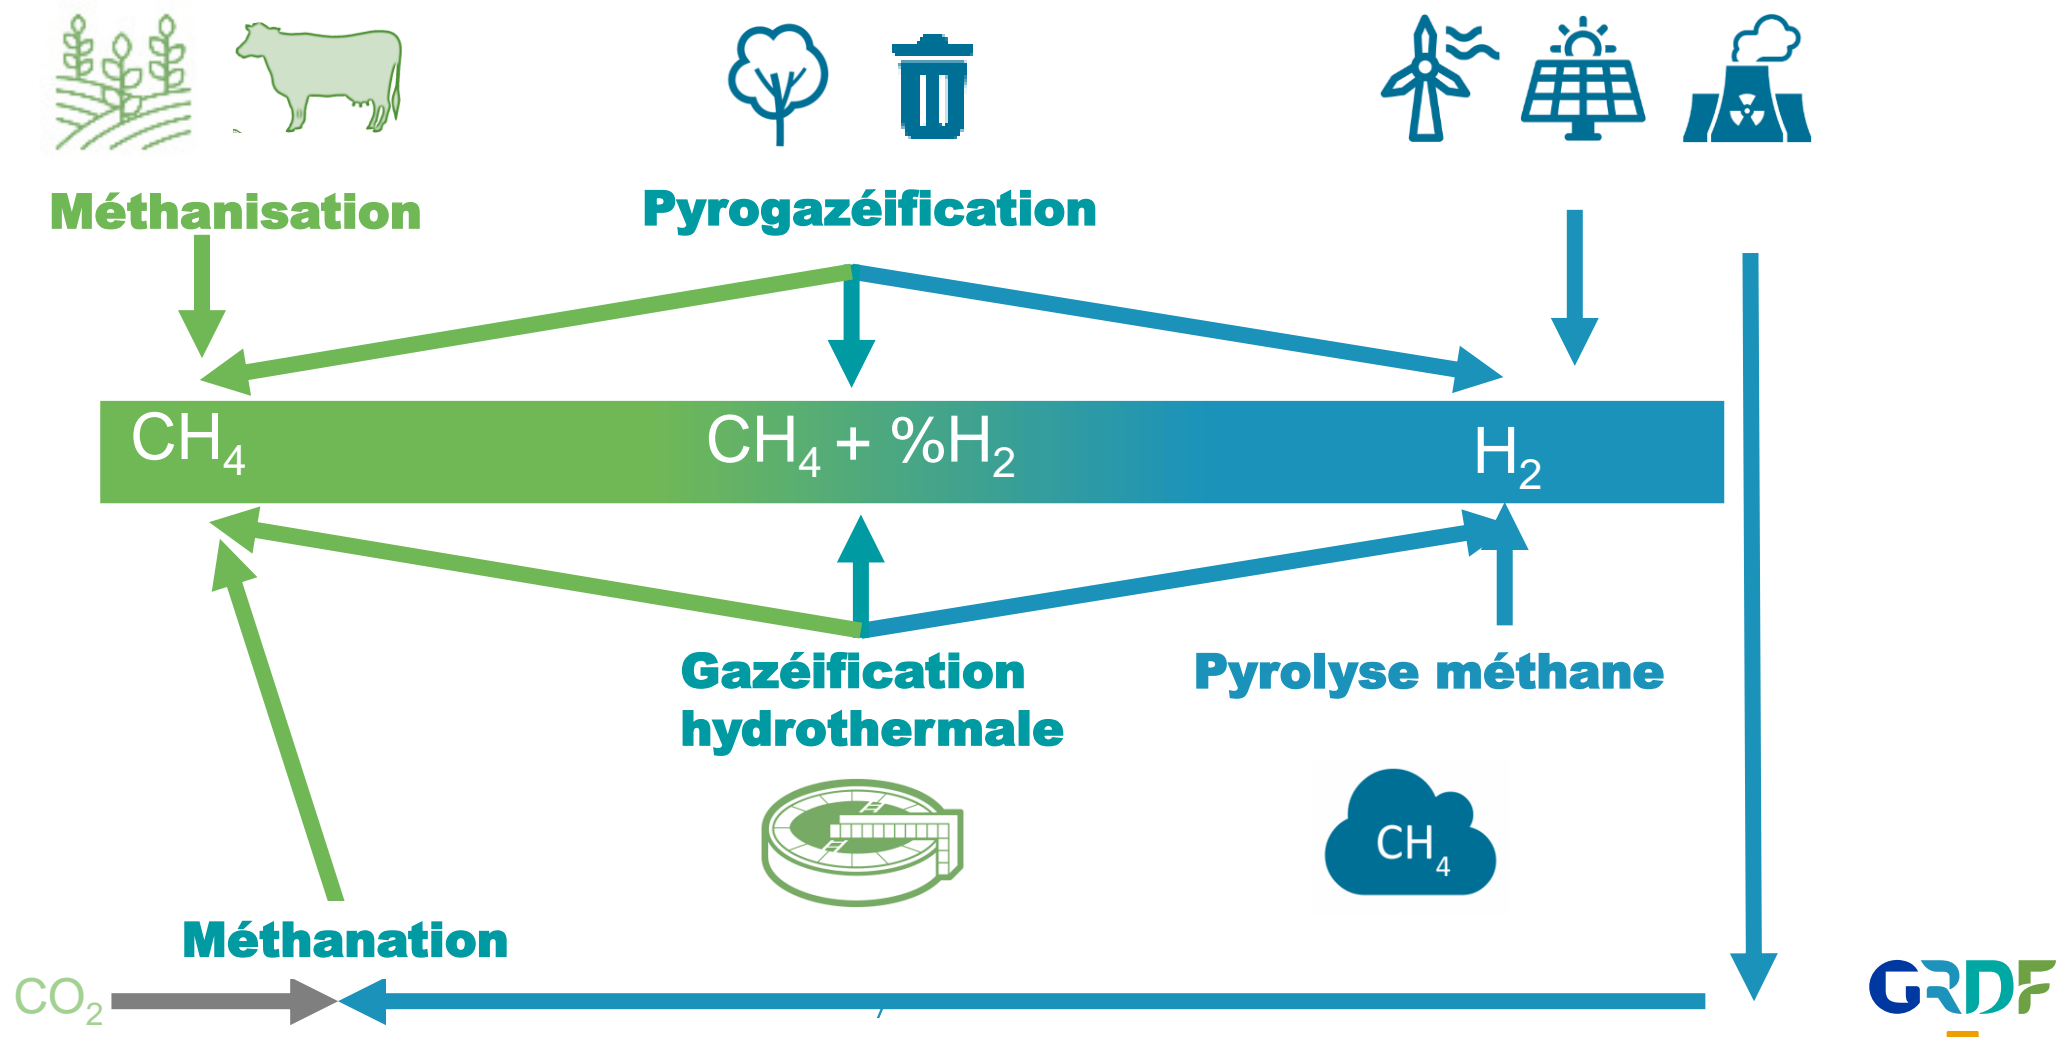 Méthanisation
Pyrogazéification
CH₄
CH₄ + %H₂
H₂
Gazéification
hydrothermale
Pyrolyse méthane
CH₄
Méthanation
CO₂
GRDF